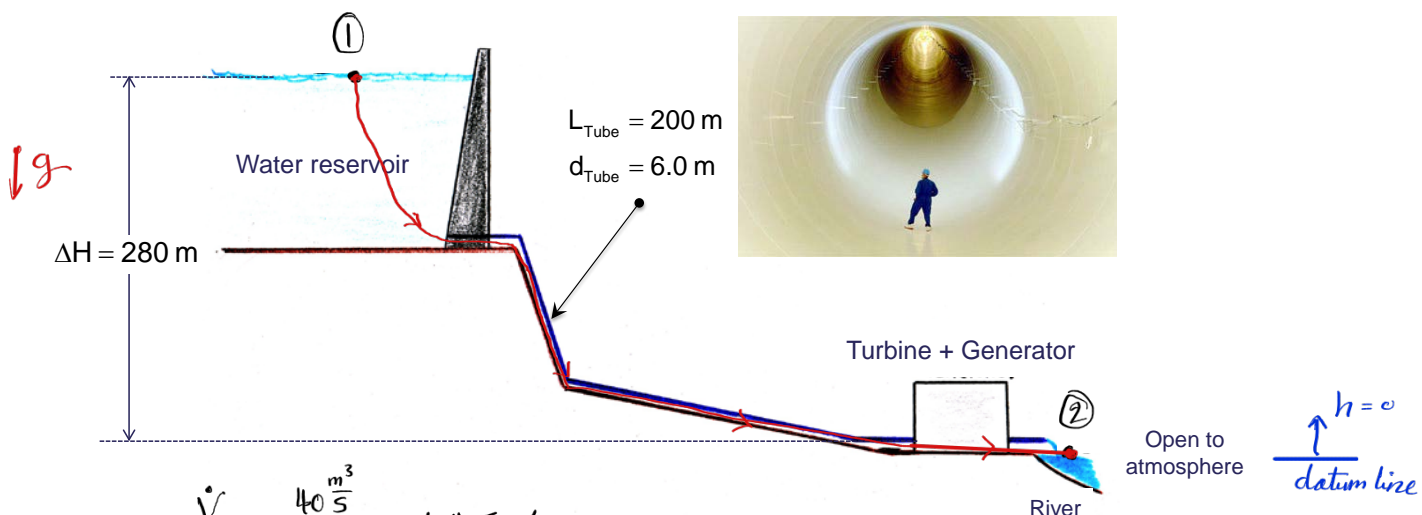 ①
L_Tube = 200 m
d_Tube = 6.0 m
↓g
Water reservoir
ΔH = 280 m
Turbine + Generator
②
h = 0
Open to
atmosphere
datum line
River
V̇
40 m³/s